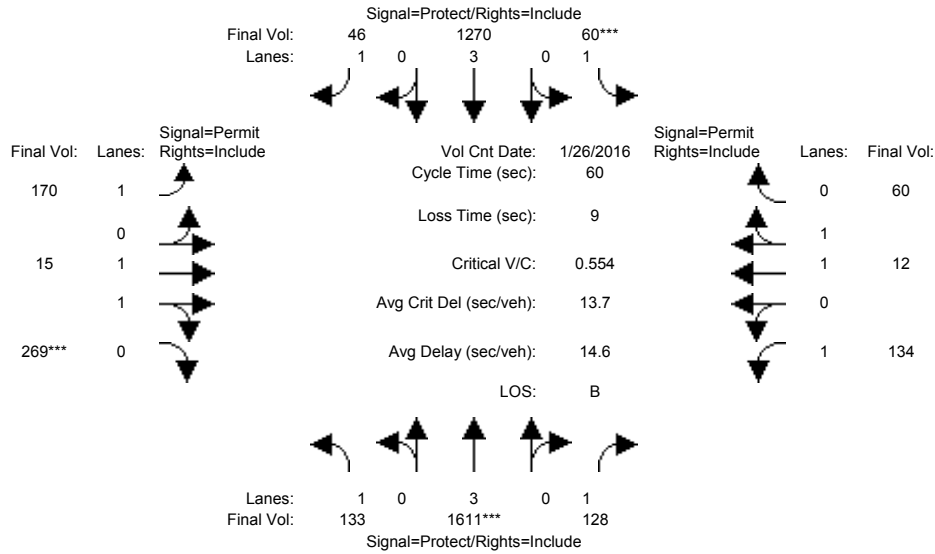 Signal=Protect/Rights=Include
Final Vol: 46 1270 60***
Lanes: 1 0 3 0 1
Signal=Permit Signal=Permit
Final Vol: Lanes: Rights=Include Vol Cnt Date: 1/26/2016 Rights=Include Lanes: Final Vol:
Cycle Time (sec): 60
170 1 0 60
Loss Time (sec): 9
0 1
15 1 Critical V/C: 0.554 1 12
1 Avg Crit Del (sec/veh): 13.7 0
269*** 0 Avg Delay (sec/veh): 14.6 1 134
LOS: B
Lanes: 1 0 3 0 1
Final Vol: 133 1611*** 128
Signal=Protect/Rights=Include